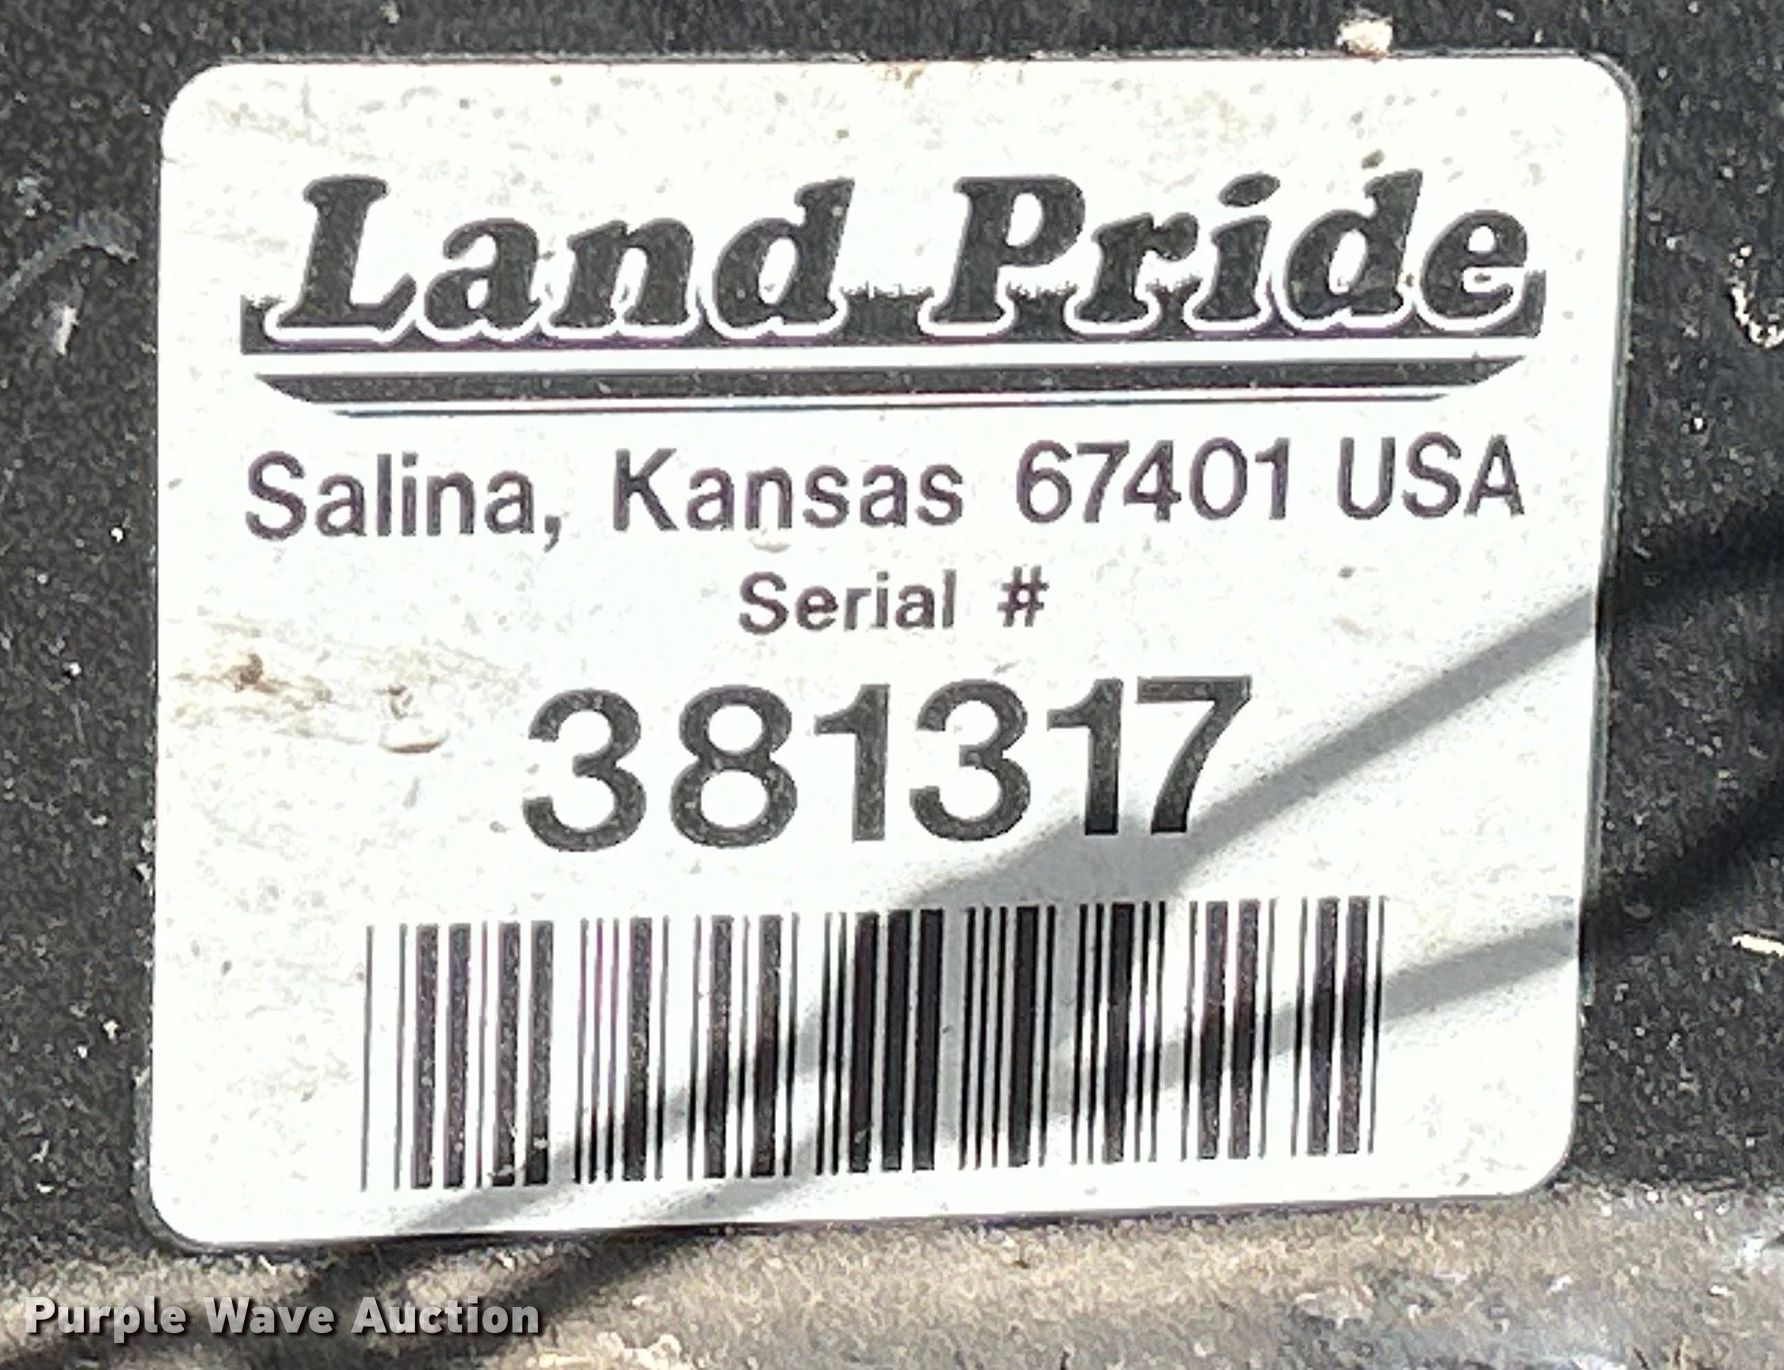 Land Pride
Salina, Kansas 67401 USA
Serial #
381317
Purple Wave Auction